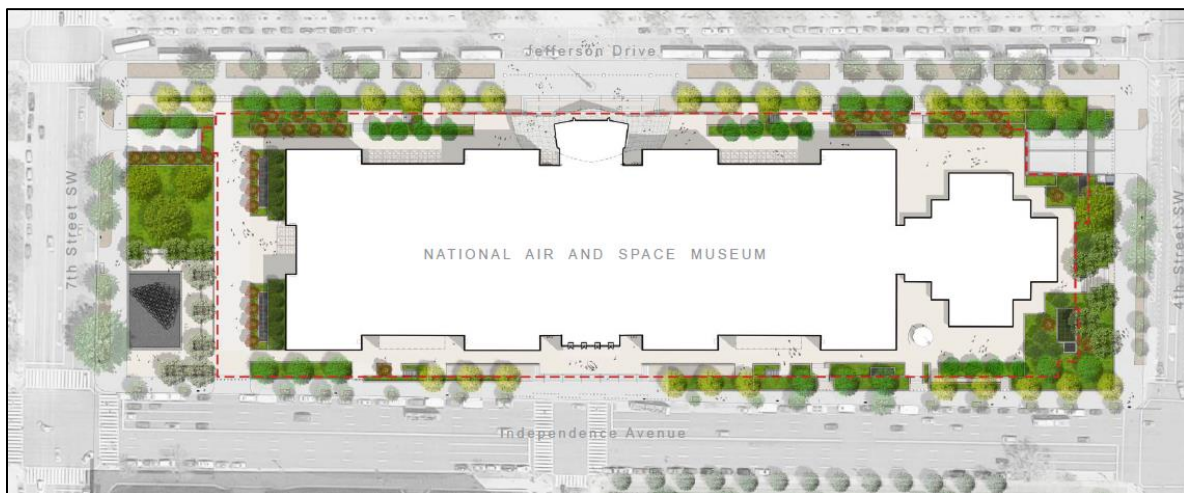 Jefferson Drive
7th Street SW
NATIONAL AIR AND SPACE MUSEUM
4th Street SW
Independence Avenue